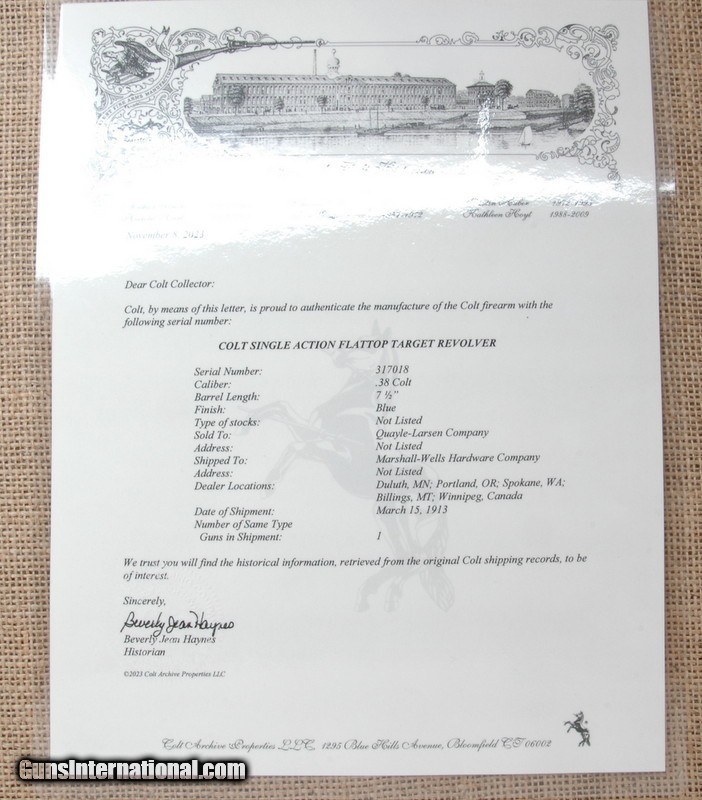 1972
Kathleen Hoyt 1988-2009
November 8, 2023
Dear Colt Collector:
Colt, by means of this letter, is proud to authenticate the manufacture of the Colt firearm with the
following serial number:
COLT SINGLE ACTION FLATTOP TARGET REVOLVER
Serial Number: 317018
Caliber: .38 Colt
Barrel Length: 7 ½"
Finish: Blue
Type of stocks: Not Listed
Sold To: Quayle-Larsen Company
Address: Not Listed
Shipped To: Marshall-Wells Hardware Company
Address: Not Listed
Dealer Locations: Duluth, MN; Portland, OR; Spokane, WA;
Billings, MT; Winnipeg, Canada
Date of Shipment: March 15, 1913
Number of Same Type
Guns in Shipment: 1
We trust you will find the historical information, retrieved from the original Colt shipping records, to be
of interest.
Sincerely,
Beverly Jean Haynes
Beverly Jean Haynes
Historian
©2023 Colt Archive Properties LLC
Colt Archive Properties LLC 1295 Blue Hills Avenue, Bloomfield CT 06002
GunsInternational.com